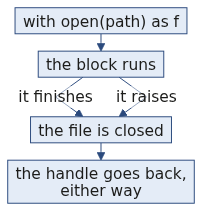 with open(path) as f
the block runs
it finishes
it raises
the file is closed
the handle goes back,
either way